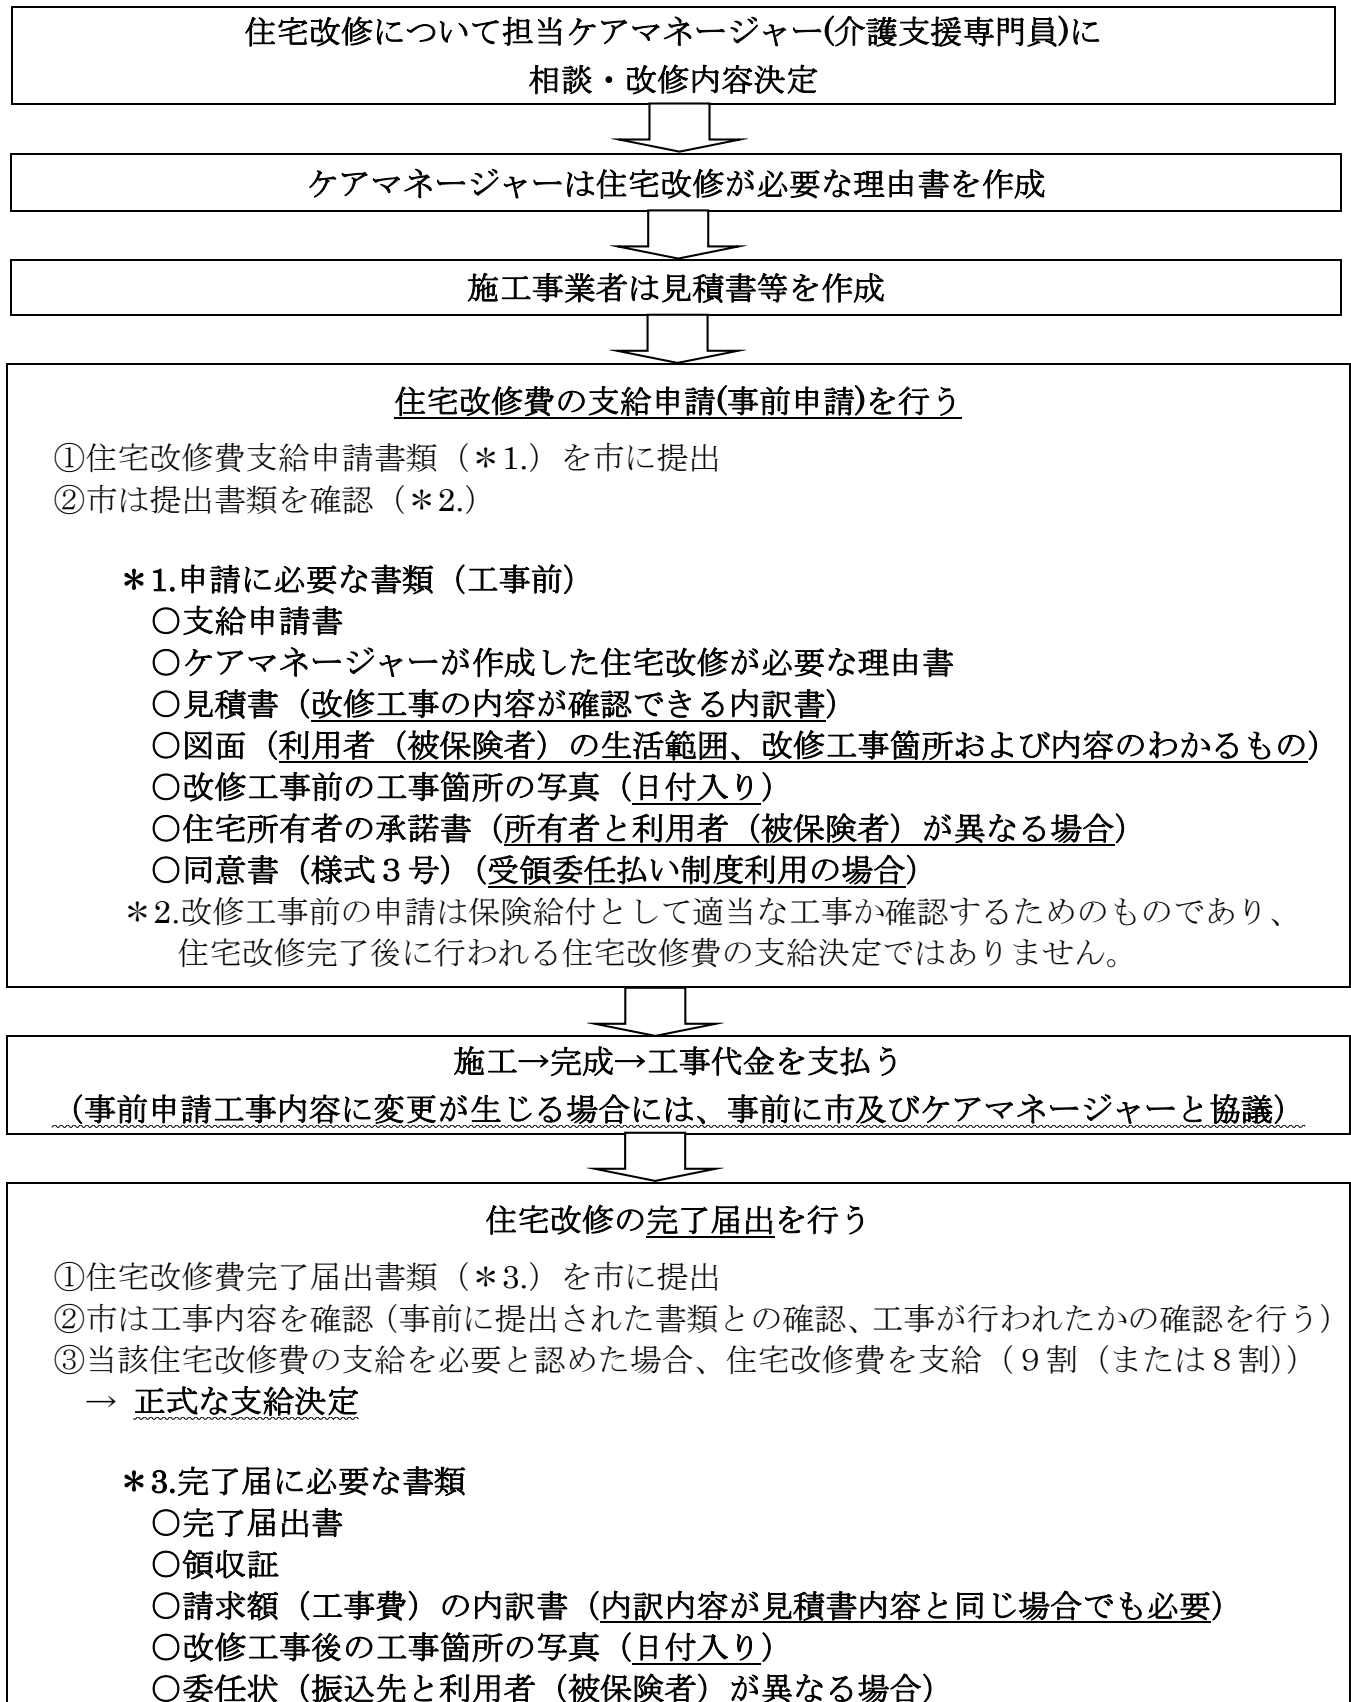 住宅改修について担当ケアマネージャー(介護支援専門員)に
相談・改修内容決定
ケアマネージャーは住宅改修が必要な理由書を作成
施工事業者は見積書等を作成
住宅改修費の支給申請(事前申請)を行う
①住宅改修費支給申請書類（＊1.）を市に提出
②市は提出書類を確認（＊2.）
＊1.申請に必要な書類（工事前）
○支給申請書
○ケアマネージャーが作成した住宅改修が必要な理由書
○見積書（改修工事の内容が確認できる内訳書）
○図面（利用者（被保険者）の生活範囲、改修工事箇所および内容のわかるもの）
○改修工事前の工事箇所の写真（日付入り）
○住宅所有者の承諾書（所有者と利用者（被保険者）が異なる場合）
○同意書（様式３号）（受領委任払い制度利用の場合）
＊2.改修工事前の申請は保険給付として適当な工事か確認するためのものであり、
住宅改修完了後に行われる住宅改修費の支給決定ではありません。
施工→完成→工事代金を支払う
（事前申請工事内容に変更が生じる場合には、事前に市及びケアマネージャーと協議）
住宅改修の完了届出を行う
①住宅改修費完了届出書類（＊3.）を市に提出
②市は工事内容を確認（事前に提出された書類との確認、工事が行われたかの確認を行う）
③当該住宅改修費の支給を必要と認めた場合、住宅改修費を支給（９割（または８割））
→ 正式な支給決定
＊3.完了届に必要な書類
○完了届出書
○領収証
○請求額（工事費）の内訳書（内訳内容が見積書内容と同じ場合でも必要）
○改修工事後の工事箇所の写真（日付入り）
○委任状（振込先と利用者（被保険者）が異なる場合）